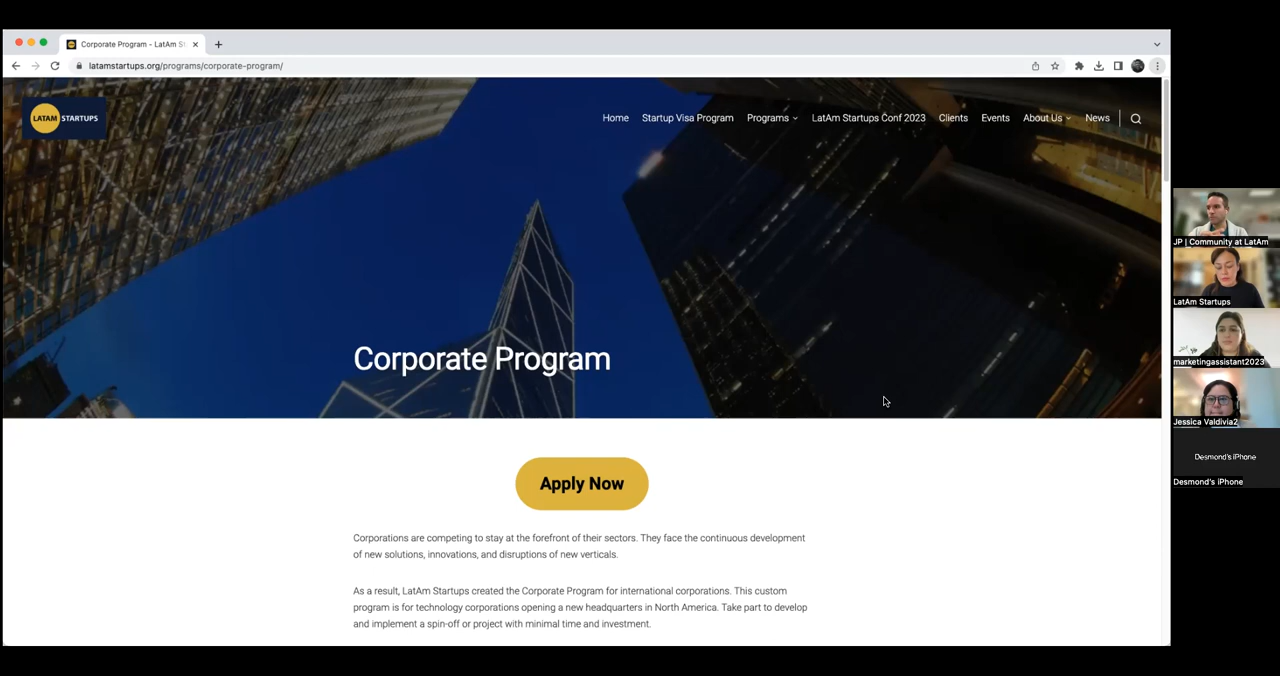 Corporate Program - LatAm St
latamstartups.org/programs/corporate-program/
LATAM STARTUPS
Home Startup Visa Program Programs LatAm Startups Conf 2023 Clients Events About Us News
Corporate Program
Apply Now
Corporations are competing to stay at the forefront of their sectors. They face the continuous development
of new solutions, innovations, and disruptions of new verticals.
As a result, LatAm Startups created the Corporate Program for international corporations. This custom
program is for technology corporations opening a new headquarters in North America. Take part to develop
and implement a spin-off or project with minimal time and investment.
JP | Community at LatAm
LatAm Startups
marketingassistant2023
Jessica Valdivia2
Desmond's iPhone
Desmond's iPhone